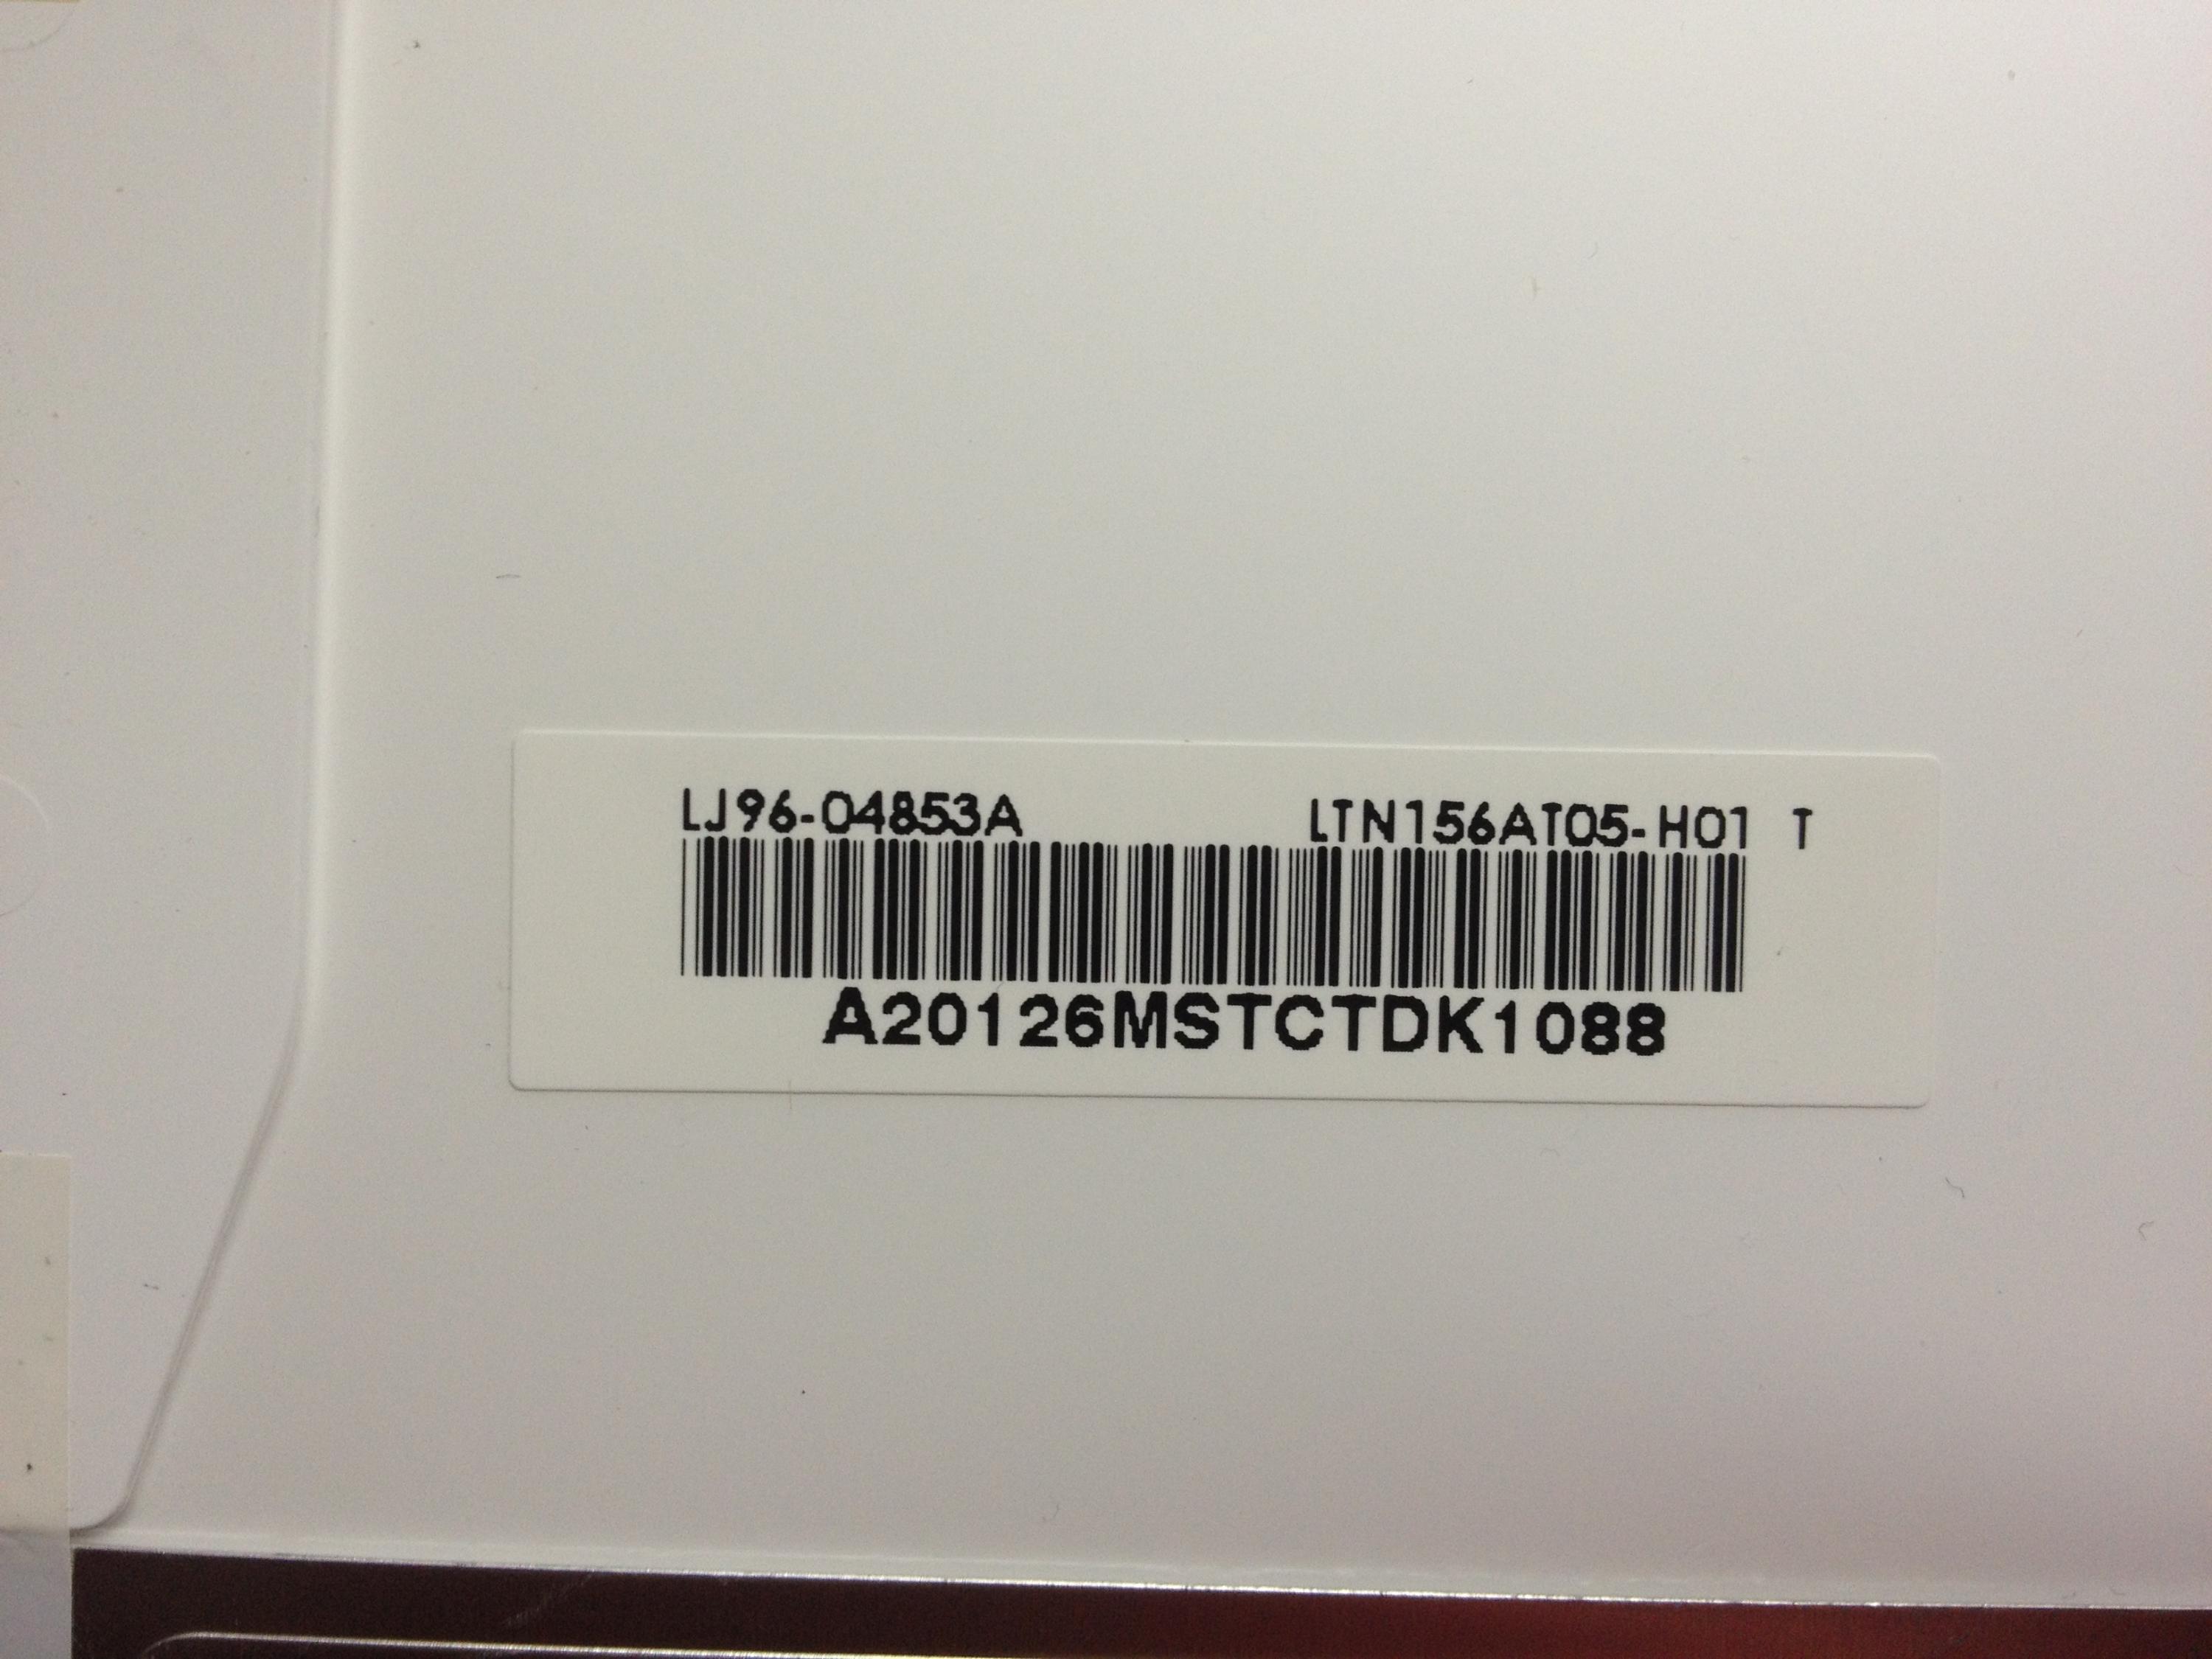 LJ96-04853A LTN156AT05-H01 T
A20126MSTCTDK1088